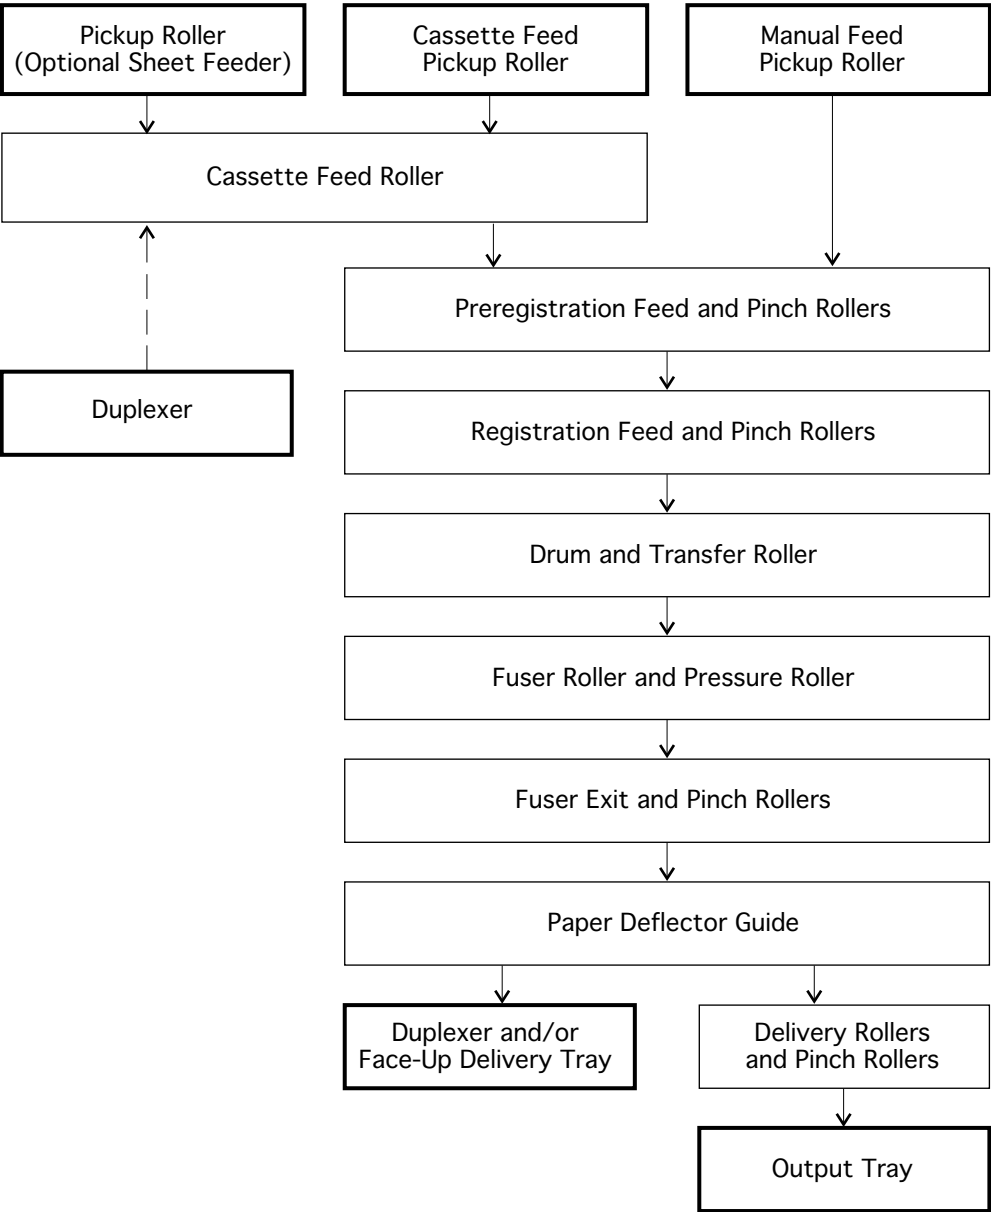 Pickup Roller
(Optional Sheet Feeder)
Cassette Feed
Pickup Roller
Manual Feed
Pickup Roller
Cassette Feed Roller
Preregistration Feed and Pinch Rollers
Duplexer
Registration Feed and Pinch Rollers
Drum and Transfer Roller
Fuser Roller and Pressure Roller
Fuser Exit and Pinch Rollers
Paper Deflector Guide
Duplexer and/or
Face-Up Delivery Tray
Delivery Rollers
and Pinch Rollers
Output Tray